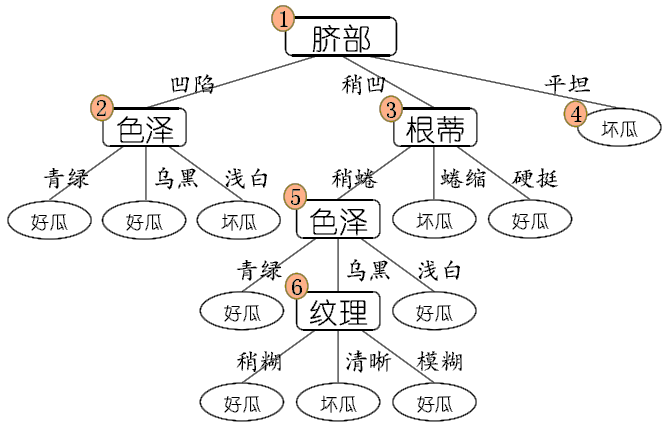 1
脐部
凹陷 稍凹 平坦
2 色泽 3 根蒂 4 坏瓜
青绿 乌黑 浅白 稍蜷 蜷缩 硬挺
好瓜 好瓜 坏瓜 5 色泽 坏瓜 好瓜
青绿 乌黑 浅白
好瓜 6 纹理 好瓜
稍糊 清晰 模糊
好瓜 坏瓜 好瓜